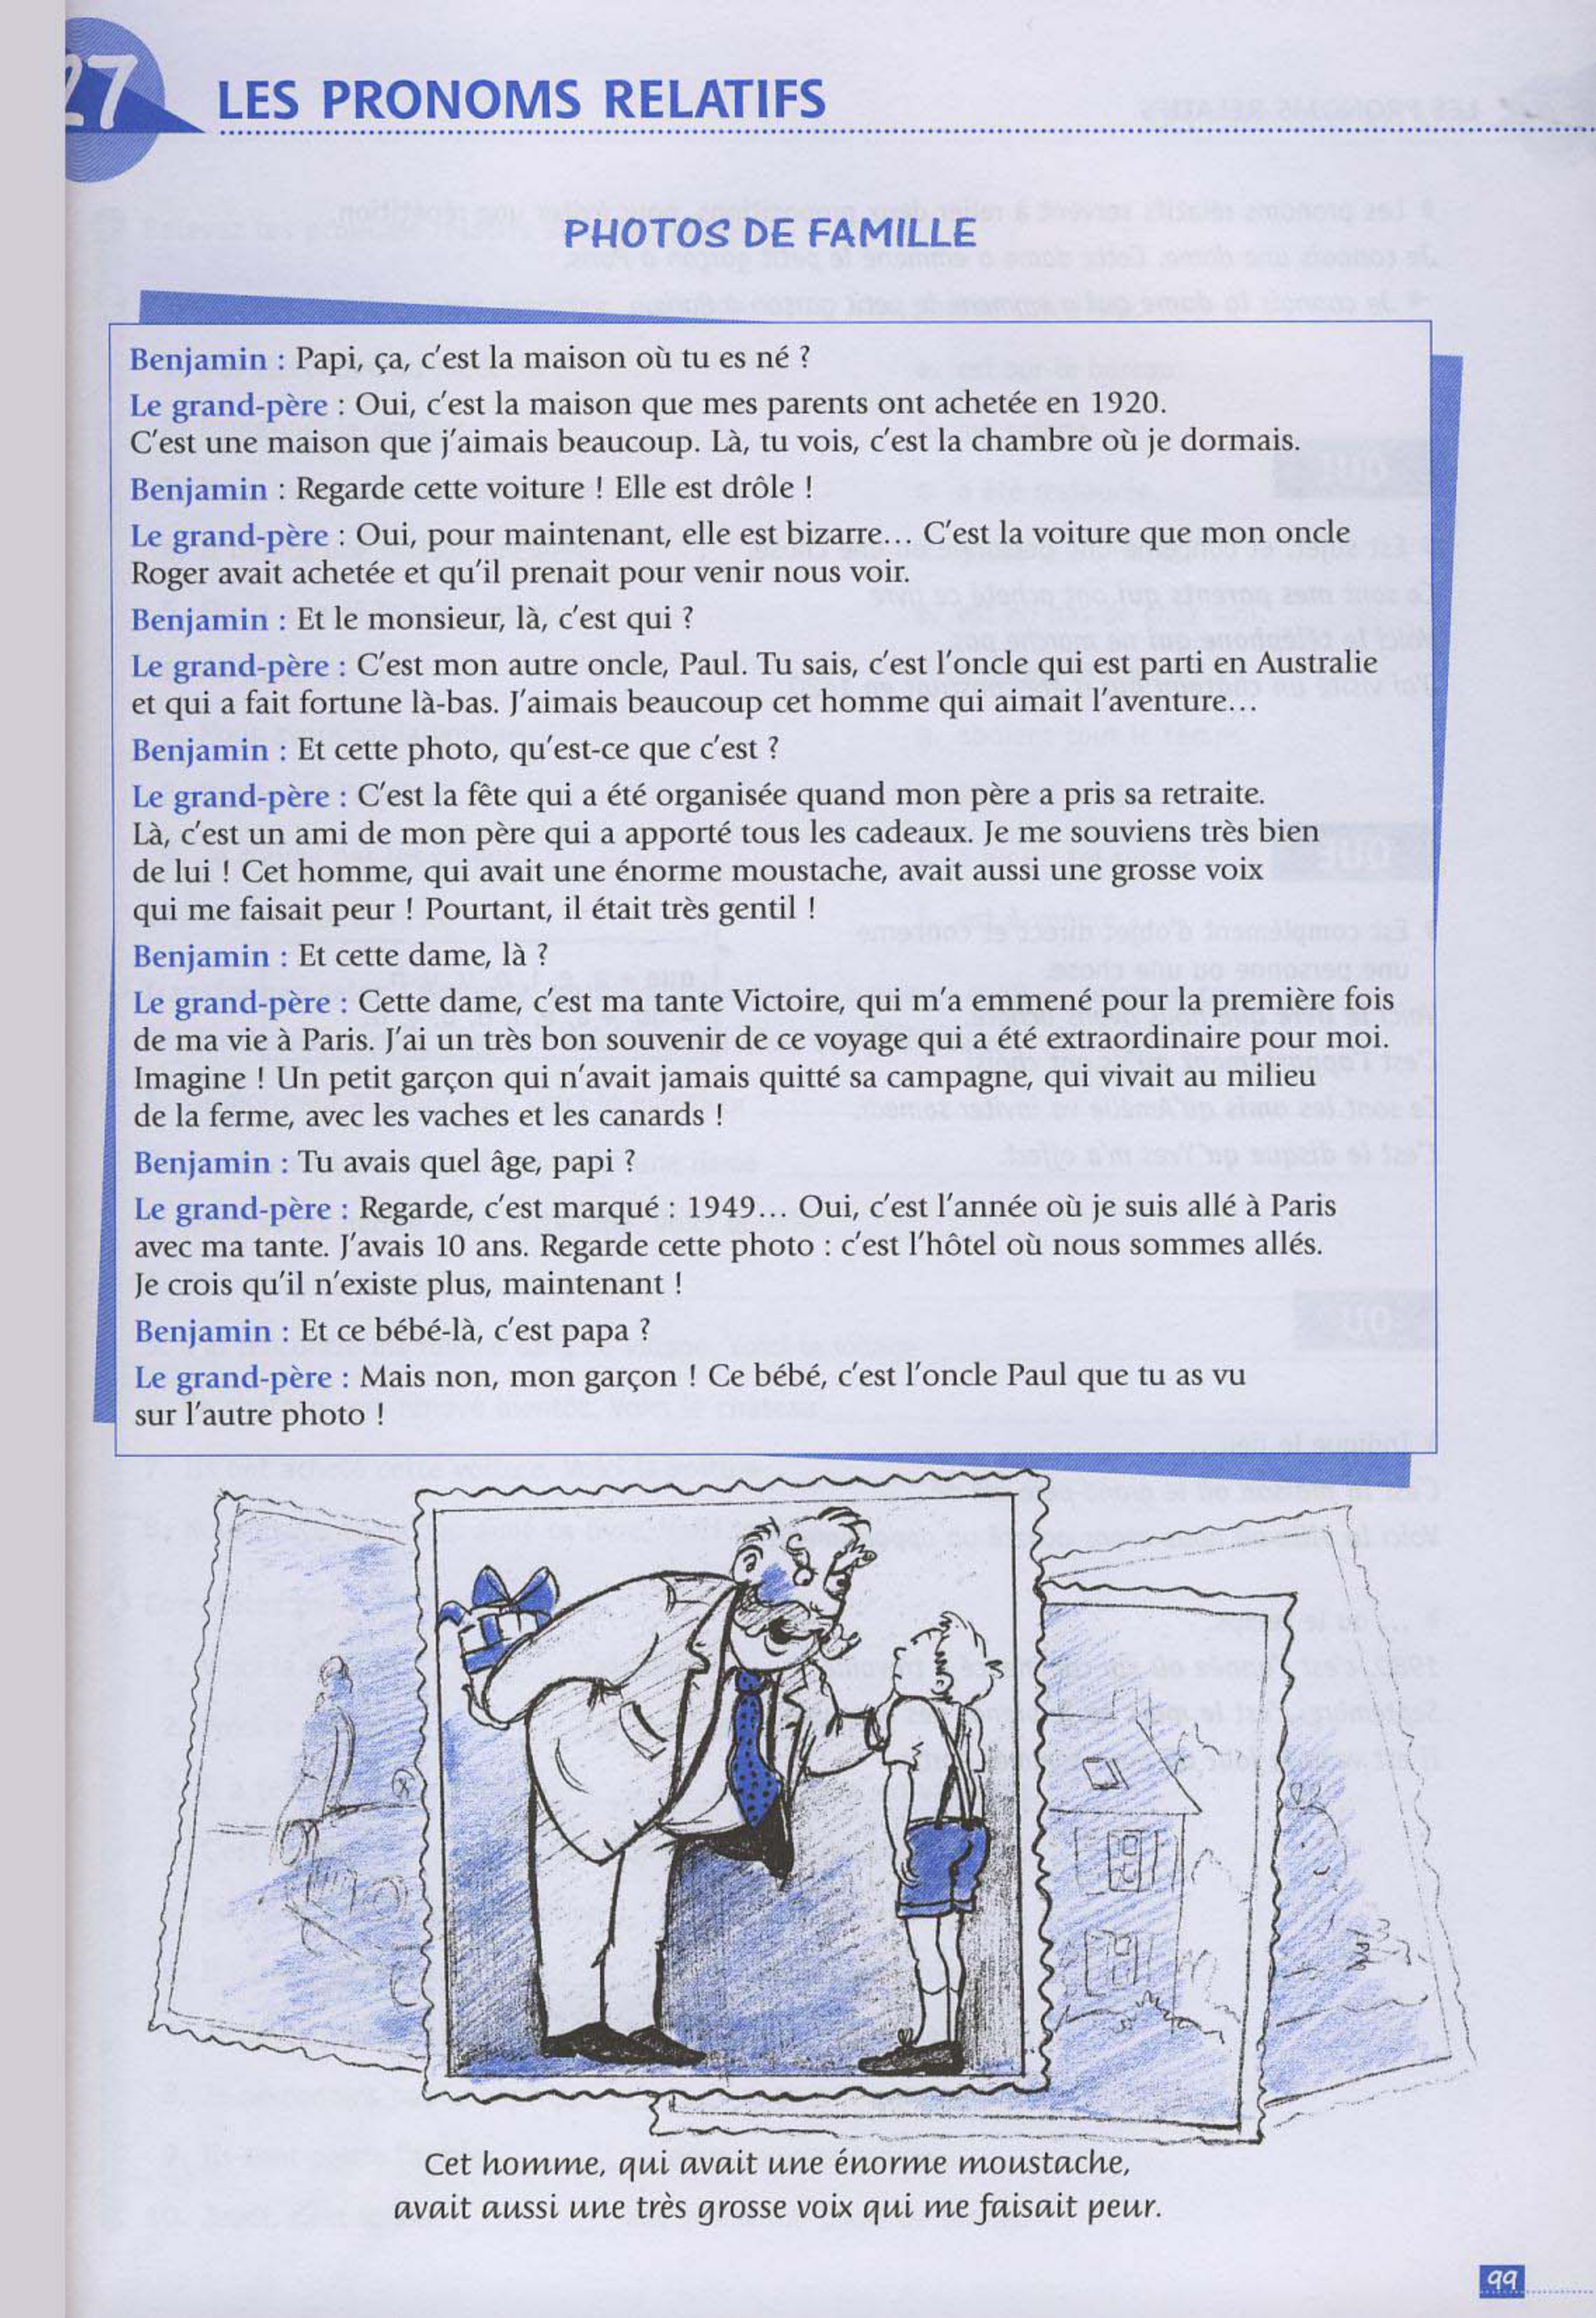 27
LES PRONOMS RELATIFS
PHOTOS DE FAMILLE
Benjamin : Papi, ça, c'est la maison où tu es né ?
Le grand-père : Oui, c'est la maison que mes parents ont achetée en 1920.
C'est une maison que j'aimais beaucoup. Là, tu vois, c'est la chambre où je dormais.
Benjamin : Regarde cette voiture ! Elle est drôle !
Le grand-père : Oui, pour maintenant, elle est bizarre… C'est la voiture que mon oncle
Roger avait achetée et qu'il prenait pour venir nous voir.
Benjamin : Et le monsieur, là, c'est qui ?
Le grand-père : C'est mon autre oncle, Paul. Tu sais, c'est l'oncle qui est parti en Australie
et qui a fait fortune là-bas. J'aimais beaucoup cet homme qui aimait l'aventure…
Benjamin : Et cette photo, qu'est-ce que c'est ?
Le grand-père : C'est la fête qui a été organisée quand mon père a pris sa retraite.
Là, c'est un ami de mon père qui a apporté tous les cadeaux. Je me souviens très bien
de lui ! Cet homme, qui avait une énorme moustache, avait aussi une grosse voix
qui me faisait peur ! Pourtant, il était très gentil !
Benjamin : Et cette dame, là ?
Le grand-père : Cette dame, c'est ma tante Victoire, qui m'a emmené pour la première fois
de ma vie à Paris. J'ai un très bon souvenir de ce voyage qui a été extraordinaire pour moi.
Imagine ! Un petit garçon qui n'avait jamais quitté sa campagne, qui vivait au milieu
de la ferme, avec les vaches et les canards !
Benjamin : Tu avais quel âge, papi ?
Le grand-père : Regarde, c'est marqué : 1949… Oui, c'est l'année où je suis allé à Paris
avec ma tante. J'avais 10 ans. Regarde cette photo : c'est l'hôtel où nous sommes allés.
Je crois qu'il n'existe plus, maintenant !
Benjamin : Et ce bébé-là, c'est papa ?
Le grand-père : Mais non, mon garçon ! Ce bébé, c'est l'oncle Paul que tu as vu
sur l'autre photo !
Cet homme, qui avait une énorme moustache,
avait aussi une très grosse voix qui me faisait peur.
99